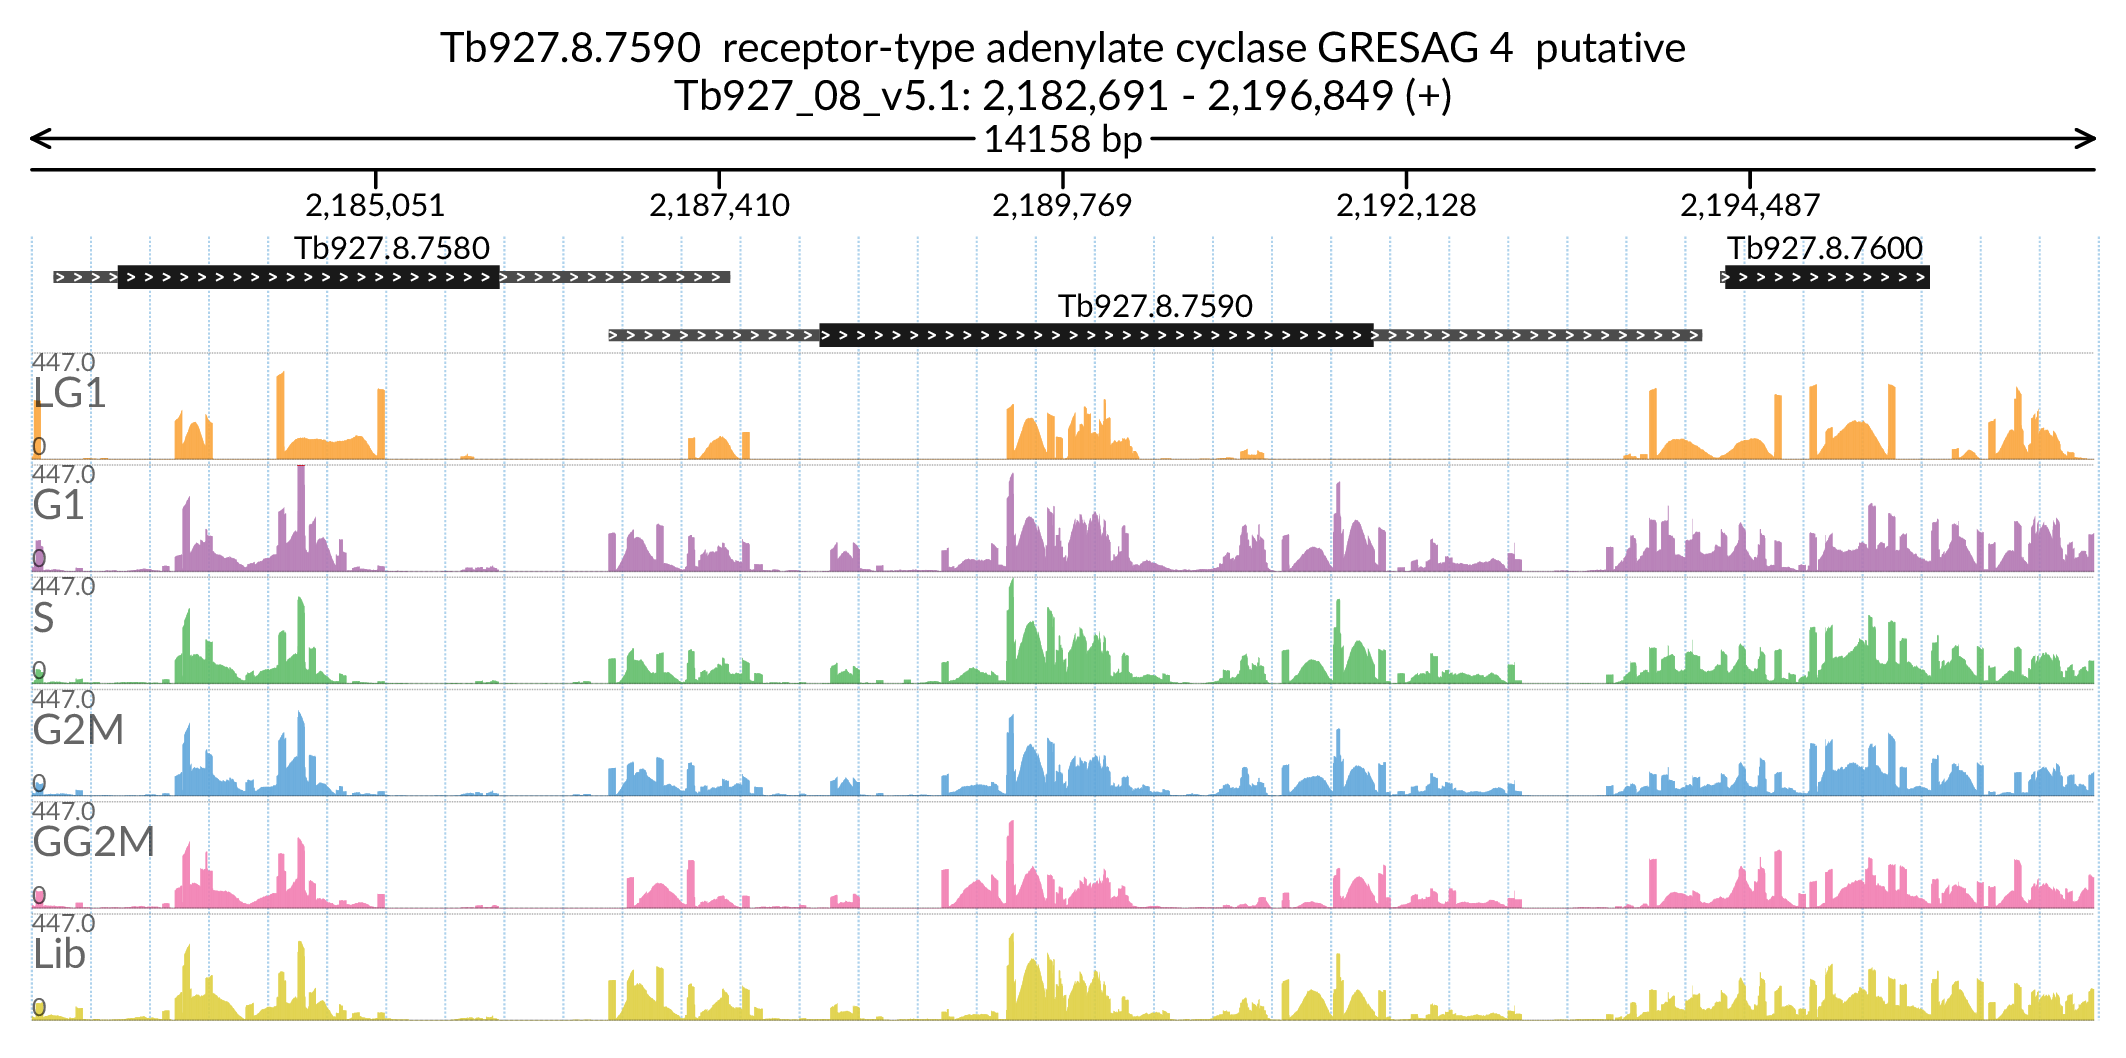 Tb927.8.7590 receptor-type adenylate cyclase GRESAG 4 putative
Tb927_08_v5.1: 2,182,691 - 2,196,849 (+)
14158 bp
2,185,051 2,187,410 2,189,769 2,192,128 2,194,487
Tb927.8.7580 Tb927.8.7600
Tb927.8.7590
447.0
LG1
0
447.0
G1
0
447.0
S
0
447.0
G2M
0
447.0
GG2M
0
447.0
Lib
0